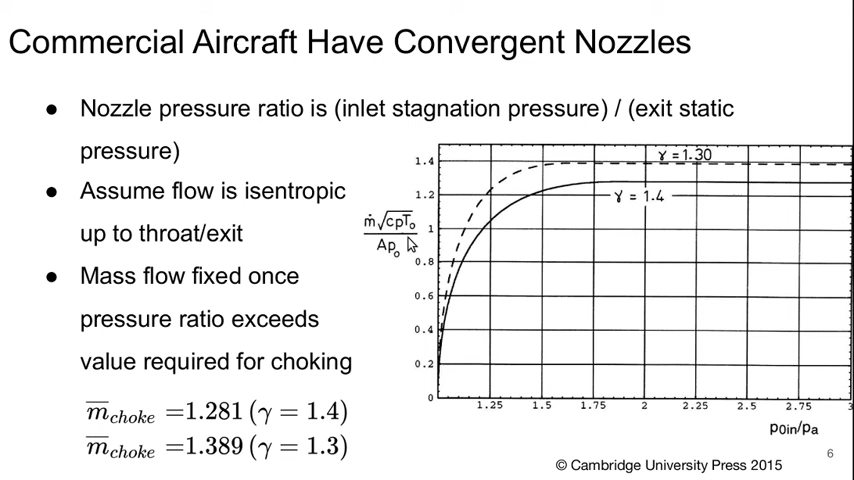 Commercial Aircraft Have Convergent Nozzles
● Nozzle pressure ratio is (inlet stagnation pressure) / (exit static
pressure)
● Assume flow is isentropic
up to throat/exit
● Mass flow fixed once
pressure ratio exceeds
value required for choking
m̅choke =1.281 (γ = 1.4)
m̅choke =1.389 (γ = 1.3)
ṁ√cpT₀
Ap₀
1.4
1.2
1
0.8
0.6
0.4
0.2
0
γ = 1.30
γ = 1.4
1.25 1.5 1.75 2 2.25 2.5 2.75 3
p0in/pa
6
© Cambridge University Press 2015